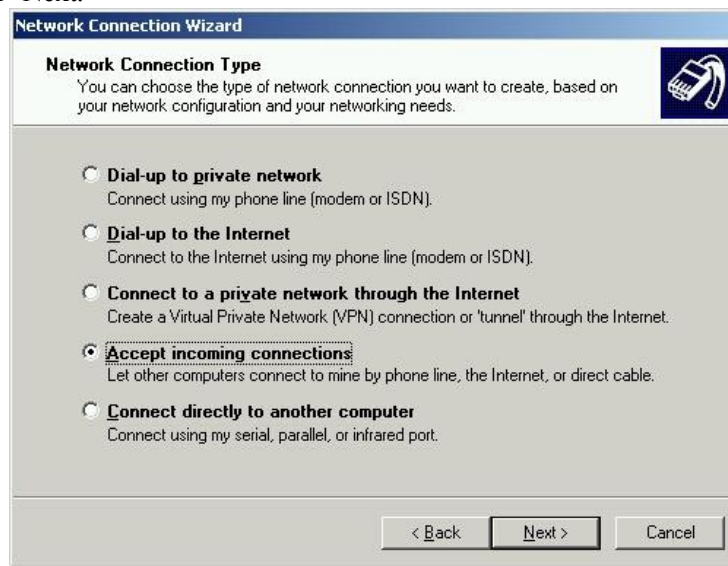 Network Connection Wizard
Network Connection Type
You can choose the type of network connection you want to create, based on
your network configuration and your networking needs.
Dial-up to private network
Connect using my phone line (modem or ISDN).
Dial-up to the Internet
Connect to the Internet using my phone line (modem or ISDN).
Connect to a private network through the Internet
Create a Virtual Private Network (VPN) connection or 'tunnel' through the Internet.
Accept incoming connections
Let other computers connect to mine by phone line, the Internet, or direct cable.
Connect directly to another computer
Connect using my serial, parallel, or infrared port.
< Back Next > Cancel